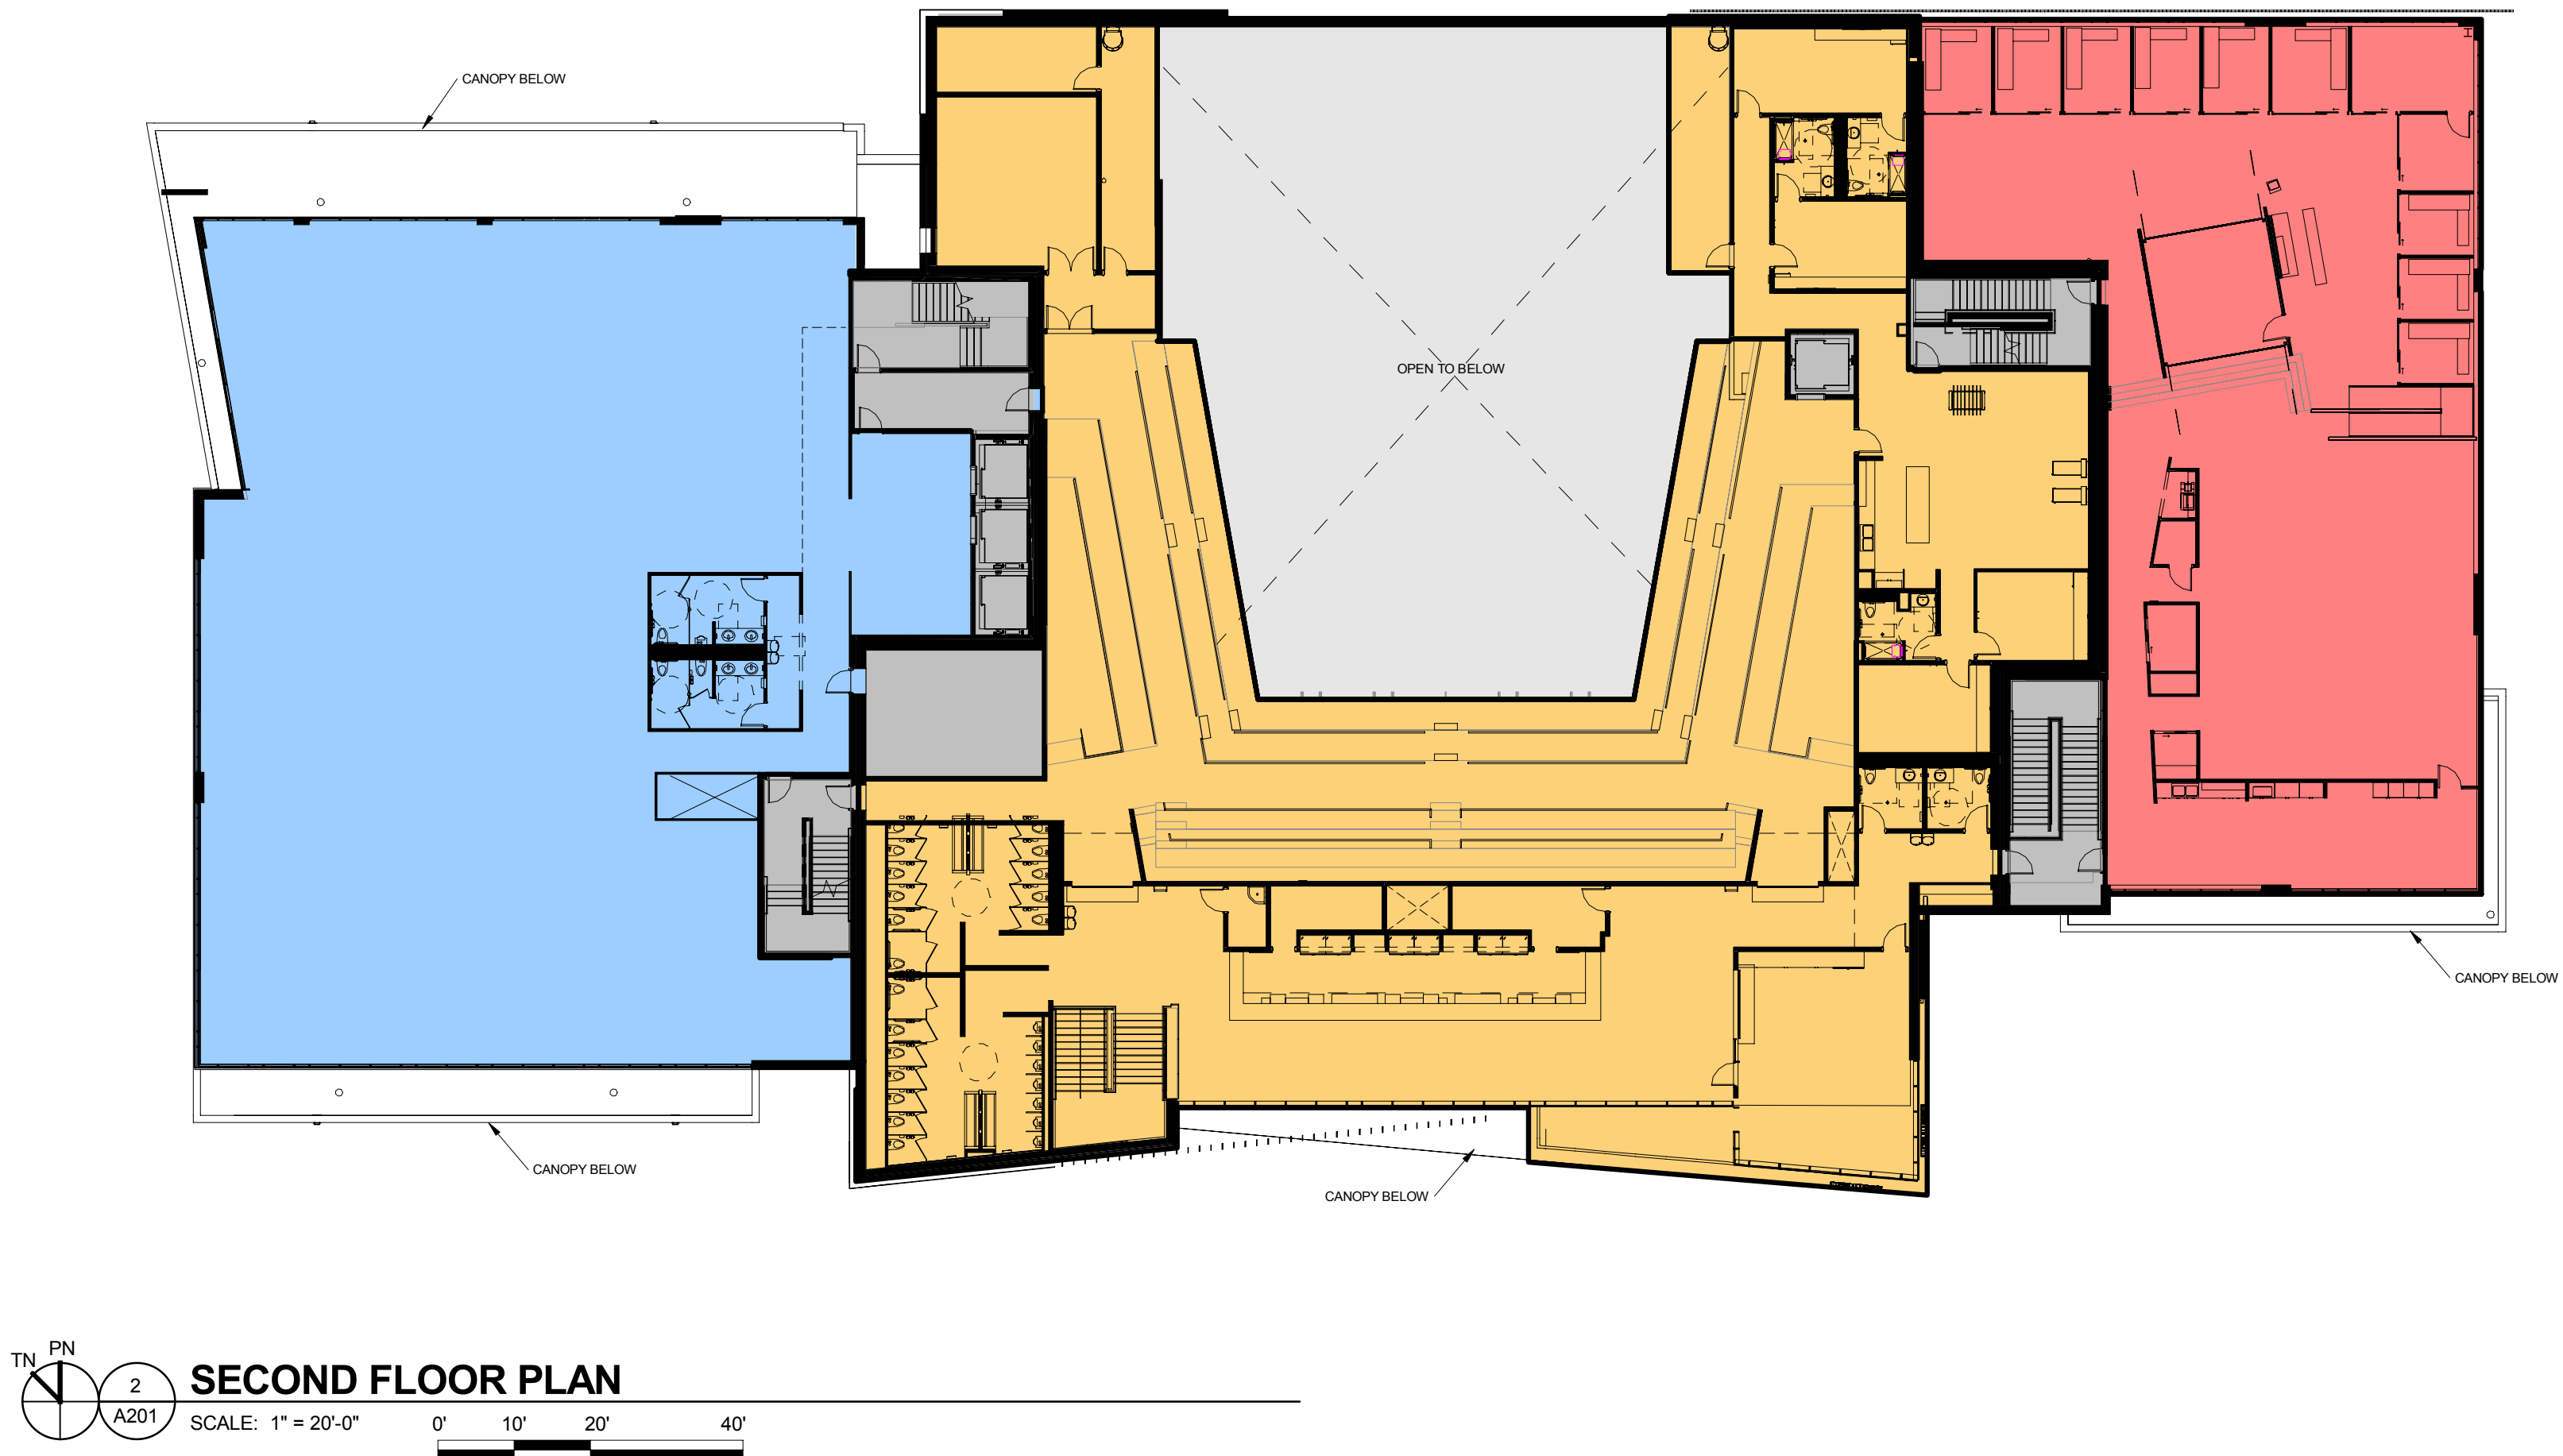 CANOPY BELOW
OPEN TO BELOW
CANOPY BELOW
CANOPY BELOW
CANOPY BELOW
TN PN
2
A201
SECOND FLOOR PLAN
SCALE: 1" = 20'-0"
0' 10' 20' 40'